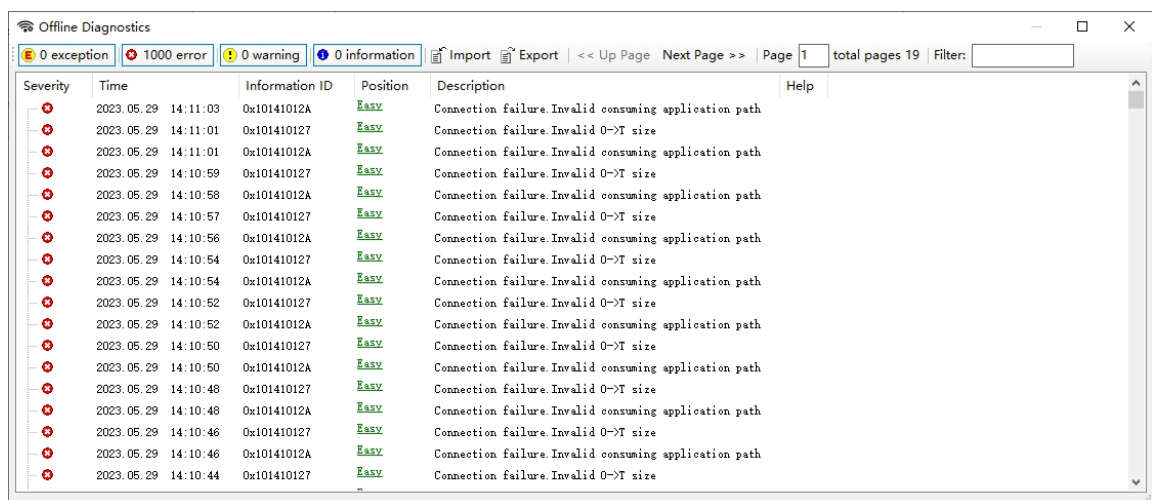 Offline Diagnostics
E 0 exception 1000 error ! 0 warning 0 information Import Export << Up Page Next Page >> Page 1 total pages 19 Filter:
Severity Time Information ID Position Description Help
2023.05.29 14:11:03 0x10141012A Easy Connection failure.Invalid consuming application path
2023.05.29 14:11:01 0x101410127 Easy Connection failure.Invalid O->T size
2023.05.29 14:11:01 0x10141012A Easy Connection failure.Invalid consuming application path
2023.05.29 14:10:59 0x101410127 Easy Connection failure.Invalid O->T size
2023.05.29 14:10:58 0x10141012A Easy Connection failure.Invalid consuming application path
2023.05.29 14:10:57 0x101410127 Easy Connection failure.Invalid O->T size
2023.05.29 14:10:56 0x10141012A Easy Connection failure.Invalid consuming application path
2023.05.29 14:10:54 0x101410127 Easy Connection failure.Invalid O->T size
2023.05.29 14:10:54 0x10141012A Easy Connection failure.Invalid consuming application path
2023.05.29 14:10:52 0x101410127 Easy Connection failure.Invalid O->T size
2023.05.29 14:10:52 0x10141012A Easy Connection failure.Invalid consuming application path
2023.05.29 14:10:50 0x101410127 Easy Connection failure.Invalid O->T size
2023.05.29 14:10:50 0x10141012A Easy Connection failure.Invalid consuming application path
2023.05.29 14:10:48 0x101410127 Easy Connection failure.Invalid O->T size
2023.05.29 14:10:48 0x10141012A Easy Connection failure.Invalid consuming application path
2023.05.29 14:10:46 0x101410127 Easy Connection failure.Invalid O->T size
2023.05.29 14:10:46 0x10141012A Easy Connection failure.Invalid consuming application path
2023.05.29 14:10:44 0x101410127 Easy Connection failure.Invalid O->T size